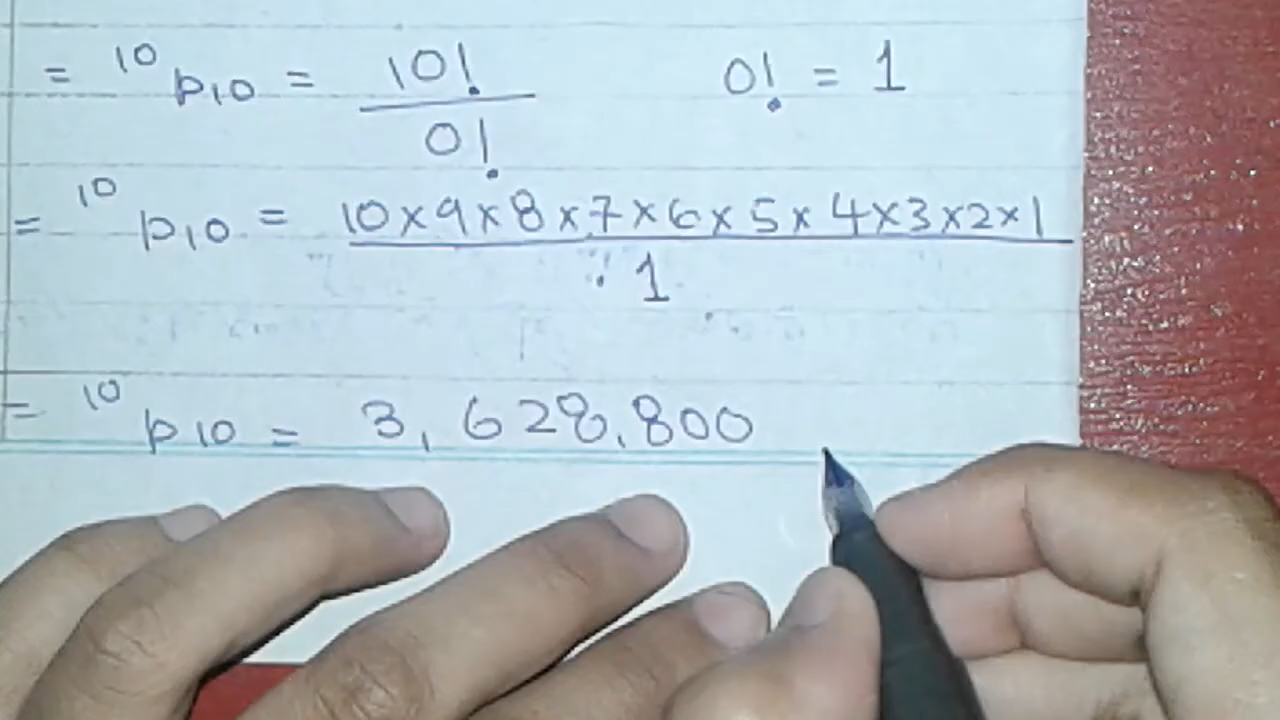 = ¹⁰P₁₀ = 10! / 0!    0! = 1
= ¹⁰P₁₀ = 10×9×8×7×6×5×4×3×2×1 / 1
= ¹⁰P₁₀ = 3,628,800